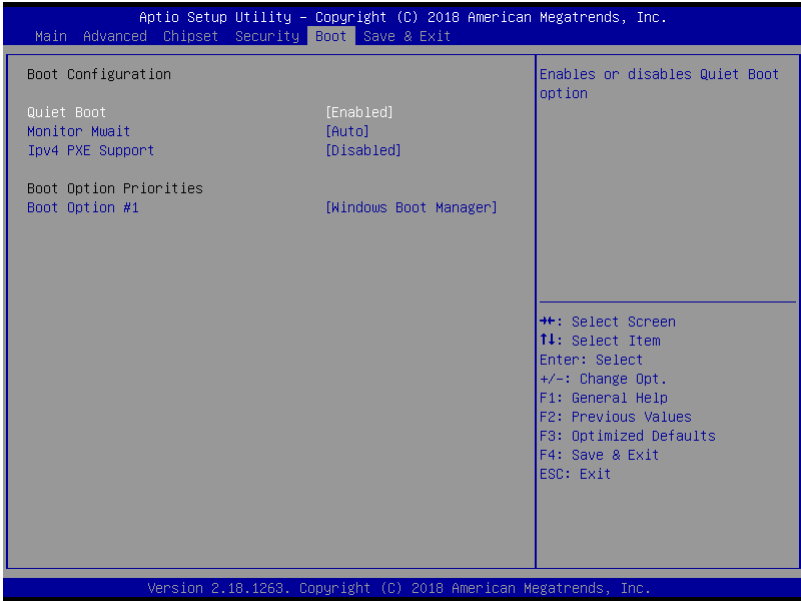 Aptio Setup Utility – Copyright (C) 2018 American Megatrends, Inc.
Main Advanced Chipset Security Boot Save & Exit
Boot Configuration
Quiet Boot [Enabled]
Monitor Mwait [Auto]
Ipv4 PXE Support [Disabled]
Boot Option Priorities
Boot Option #1 [Windows Boot Manager]
Enables or disables Quiet Boot
option
→←: Select Screen
↑↓: Select Item
Enter: Select
+/-: Change Opt.
F1: General Help
F2: Previous Values
F3: Optimized Defaults
F4: Save & Exit
ESC: Exit
Version 2.18.1263. Copyright (C) 2018 American Megatrends, Inc.